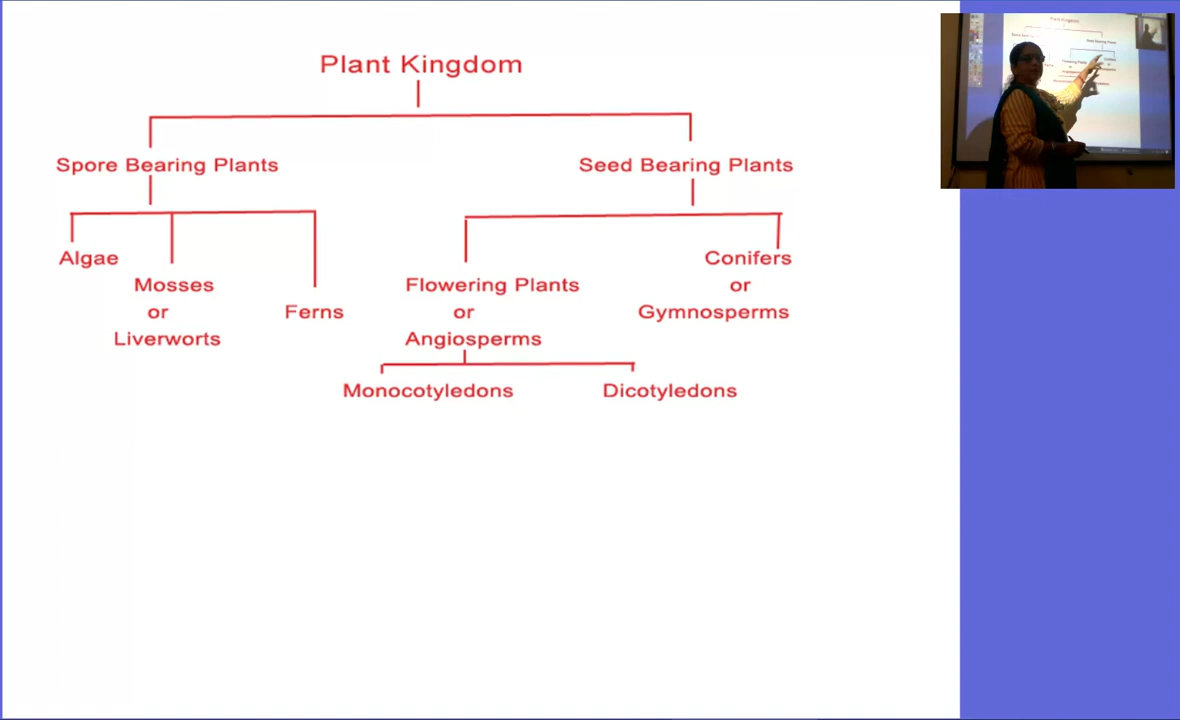 Plant Kingdom
Spore Bearing Plants
Seed Bearing Plants
Algae
Mosses
or
Liverworts
Ferns
Flowering Plants
or
Angiosperms
Conifers
or
Gymnosperms
Monocotyledons
Dicotyledons